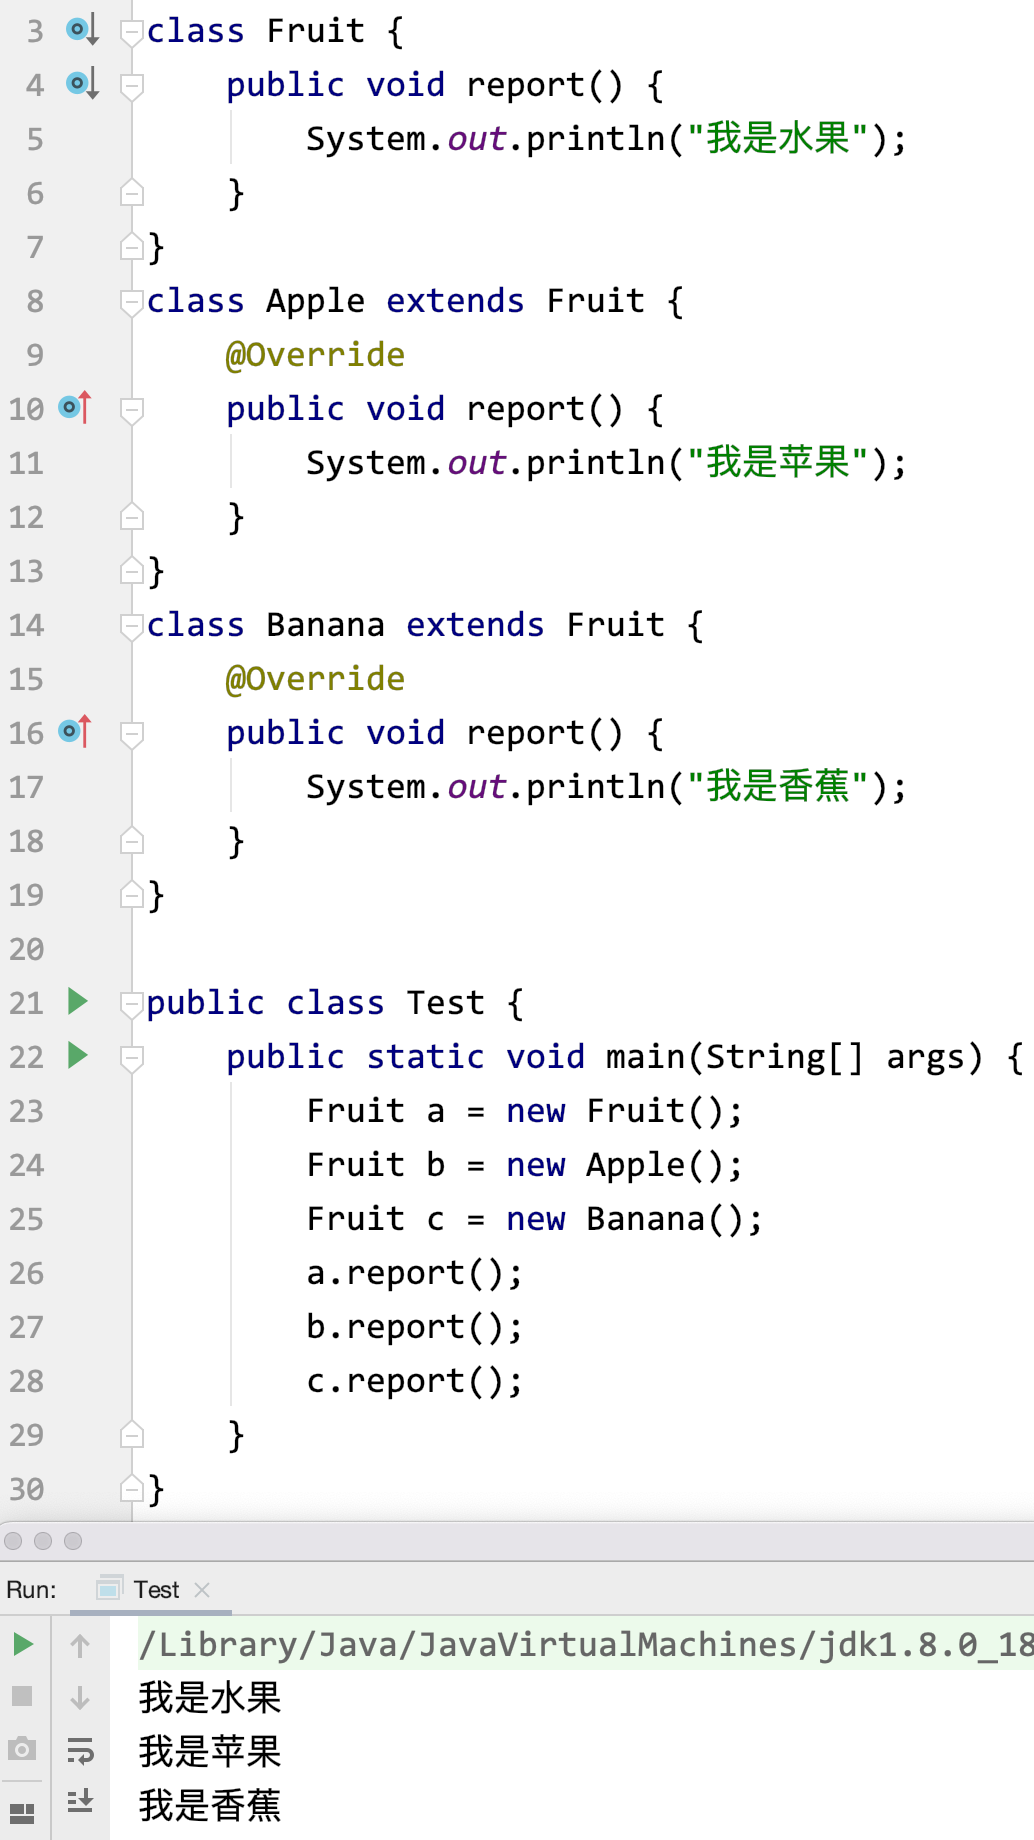 3 class Fruit {
4     public void report() {
5         System.out.println("我是水果");
6     }
7 }
8 class Apple extends Fruit {
9     @Override
10     public void report() {
11         System.out.println("我是苹果");
12     }
13 }
14 class Banana extends Fruit {
15     @Override
16     public void report() {
17         System.out.println("我是香蕉");
18     }
19 }
20
21 public class Test {
22     public static void main(String[] args) {
23         Fruit a = new Fruit();
24         Fruit b = new Apple();
25         Fruit c = new Banana();
26         a.report();
27         b.report();
28         c.report();
29     }
30 }
Run: Test
/Library/Java/JavaVirtualMachines/jdk1.8.0_18
我是水果
我是苹果
我是香蕉